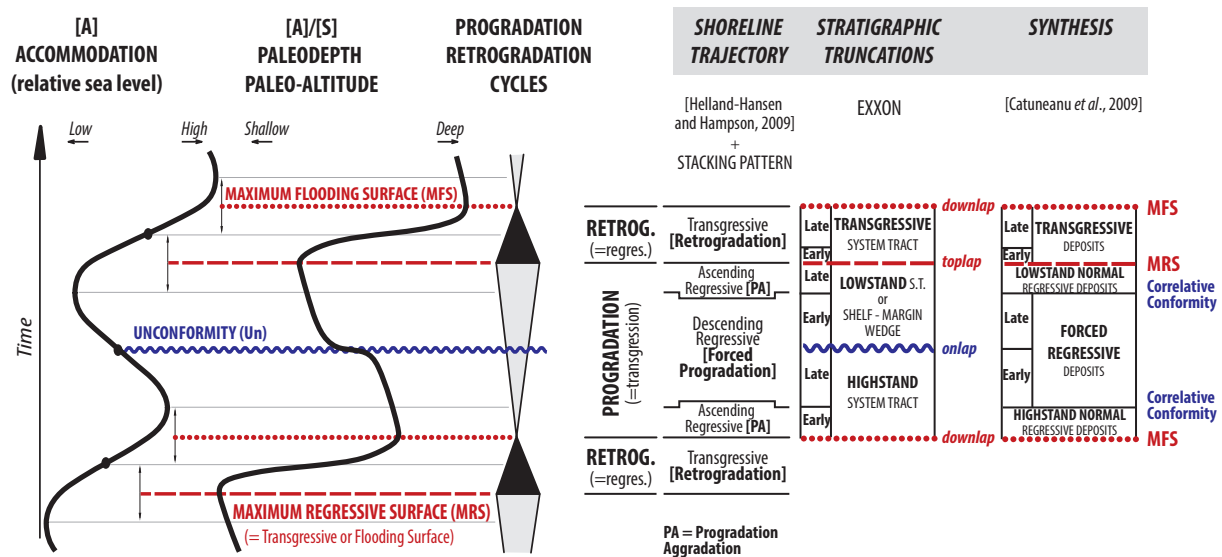 [A]
ACCOMMODATION
(relative sea level)
[A]/[S]
PALEODEPTH
PALEO-ALTITUDE
PROGRADATION
RETROGRADATION
CYCLES
SHORELINE
TRAJECTORY
STRATIGRAPHIC
TRUNCATIONS
SYNTHESIS
[Helland-Hansen
and Hampson, 2009]
+
STACKING PATTERN
EXXON
[Catuneanu et al., 2009]
Low
High
Shallow
Deep
Time
MAXIMUM FLOODING SURFACE (MFS)
UNCONFORMITY (Un)
MAXIMUM REGRESSIVE SURFACE (MRS)
(= Transgressive or Flooding Surface)
RETROG.
(=regres.)
PROGRADATION
(=transgression)
RETROG.
(=regres.)
Transgressive
[Retrogradation]
Ascending
Regressive [PA]
Descending
Regressive
[Forced
Progradation]
Ascending
Regressive [PA]
Transgressive
[Retrogradation]
PA = Progradation
Aggradation
Late
Early
Late
Early
Late
Early
TRANSGRESSIVE
SYSTEM TRACT
LOWSTAND S.T.
or
SHELF - MARGIN
WEDGE
HIGHSTAND
SYSTEM TRACT
downlap
toplap
onlap
downlap
Late
Early
Late
Early
TRANSGRESSIVE
DEPOSITS
LOWSTAND NORMAL
REGRESSIVE DEPOSITS
FORCED
REGRESSIVE
DEPOSITS
HIGHSTAND NORMAL
REGRESSIVE DEPOSITS
MFS
MRS
Correlative
Conformity
Correlative
Conformity
MFS